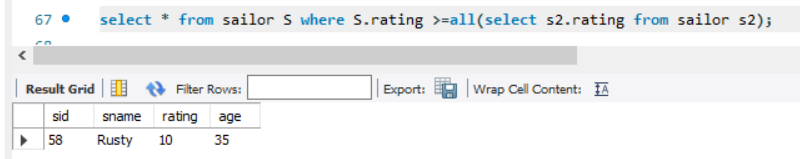 67 select * from sailor S where S.rating >=all(select s2.rating from sailor s2);
Result Grid Filter Rows: Export: Wrap Cell Content: IA
sid sname rating age
58 Rusty 10 35